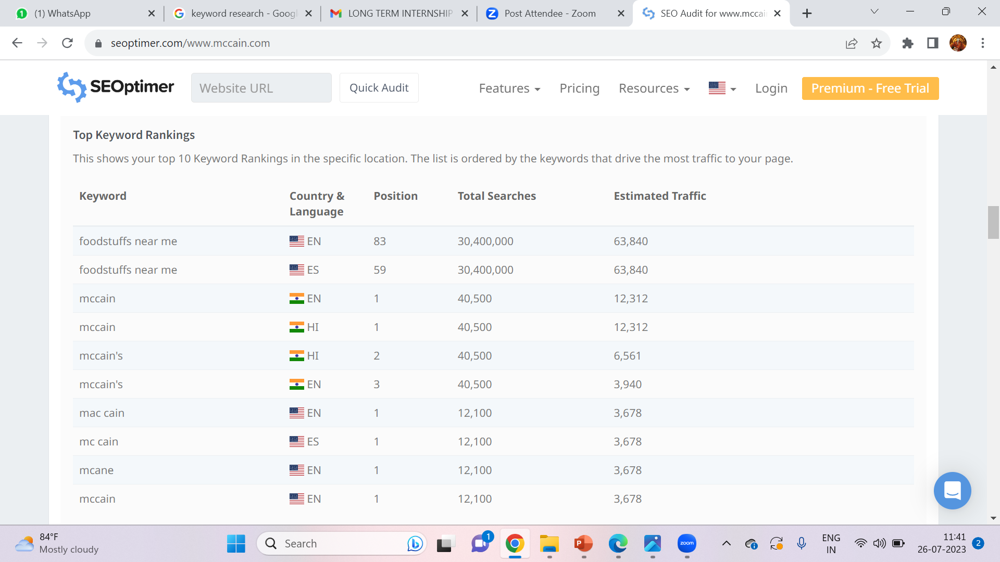 (1) WhatsApp
keyword research - Googl
LONG TERM INTERNSHIP
Post Attendee - Zoom
SEO Audit for www.mccain
seoptimer.com/www.mccain.com
SEOptimer
Website URL
Quick Audit
Features
Pricing
Resources
Login
Premium - Free Trial
Top Keyword Rankings
This shows your top 10 Keyword Rankings in the specific location. The list is ordered by the keywords that drive the most traffic to your page.
Keyword Country & Language Position Total Searches Estimated Traffic
foodstuffs near me EN 83 30,400,000 63,840
foodstuffs near me ES 59 30,400,000 63,840
mccain EN 1 40,500 12,312
mccain HI 1 40,500 12,312
mccain's HI 2 40,500 6,561
mccain's EN 3 40,500 3,940
mac cain EN 1 12,100 3,678
mc cain ES 1 12,100 3,678
mcane EN 1 12,100 3,678
mccain EN 1 12,100 3,678
84°F
Mostly cloudy
Search
1
zoom
ENG
IN
11:41
26-07-2023
2